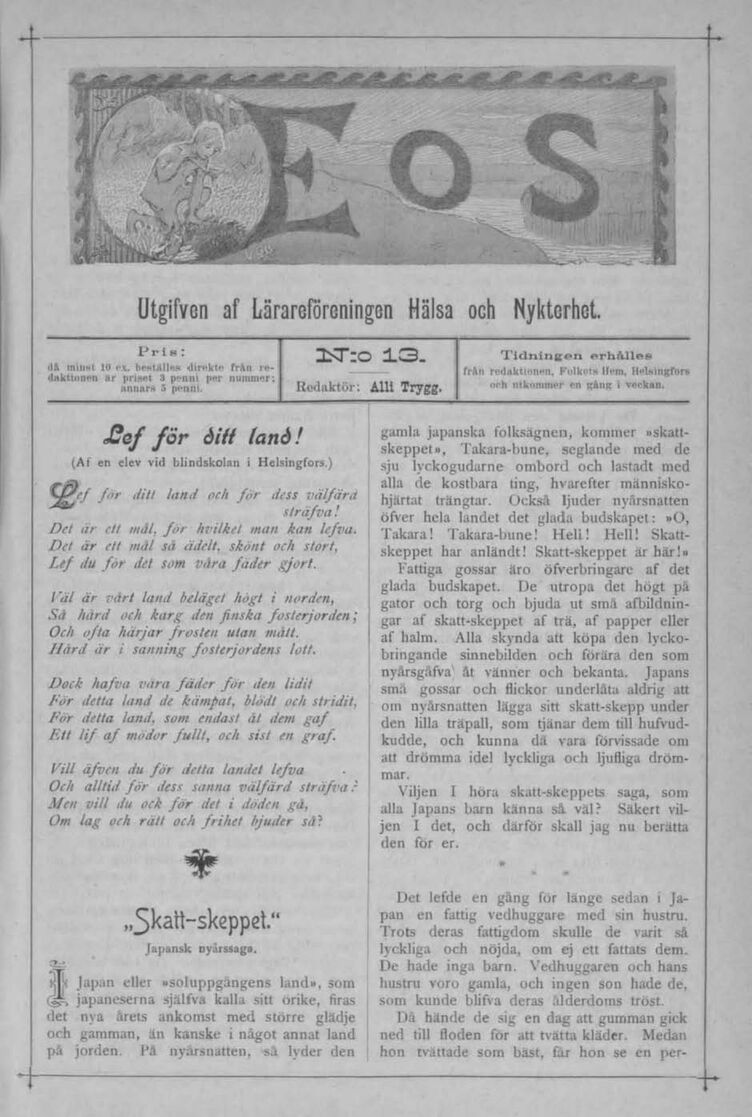 Eos
Utgifven af Lärareföreningen Hälsa och Nykterhet.
Pris:
då minst 10 ex. beställes direkte från re-
daktionen är priset 3 penni per nummer;
annars 5 penni.
N:o 13.
Redaktör: Alli Trygg.
Tidningen erhålles
från redaktionen, Folkets Hem, Helsingfors
och utkommer en gång i veckan.
Lef för ditt land!
(Af en elev vid blindskolan i Helsingfors.)
Lef för ditt land och för dess välfärd
sträfva!
Det är ett mål, för hvilket man kan lefva.
Det är ett mål så ädelt, skönt och stort,
Lef du för det som våra fäder gjort.
Väl är vårt land beläget högt i norden,
Så hård och karg den finska fosterjorden;
Och ofta härjar frosten utan mått.
Hård är i sanning fosterjordens lott.
Dock hafva våra fäder för den lidit
För detta land de kämpat, blödt och stridit,
För detta land, som endast åt dem gaf
Ett lif af mödor fullt, och sist en graf.
Vill äfven du för detta landet lefva
Och alltid för dess sanna välfärd sträfva?
Men vill du ock för det i döden gå,
Om lag och rätt och frihet bjuder så?
„Skatt-skeppet.“
Japansk nyårssaga.
I Japan eller »soluppgångens land», som
japaneserna själfva kalla sitt örike, firas
det nya årets ankomst med större glädje
och gamman, än kanske i något annat land
på jorden. På nyårsnatten, så lyder den
gamla japanska folksägnen, kommer »skatt-
skeppet», Takara-bune, seglande med de
sju lyckogudarne ombord och lastadt med
alla de kostbara ting, hvarefter människo-
hjärtat trängtar. Också ljuder nyårsnatten
öfver hela landet det glada budskapet: »O,
Takara! Takara-bune! Hell! Hell! Skatt-
skeppet har anländt! Skatt-skeppet är här!»
Fattiga gossar äro öfverbringare af det
glada budskapet. De utropa det högt på
gator och torg och bjuda ut små afbildnin-
gar af skatt-skeppet af trä, af papper eller
af halm. Alla skynda att köpa den lycko-
bringande sinnebilden och förära den som
nyårsgåfva åt vänner och bekanta. Japans
små gossar och flickor underlåta aldrig att
om nyårsnatten lägga sitt skatt-skepp under
den lilla träpall, som tjänar dem till hufvud-
kudde, och kunna då vara förvissade om
att drömma idel lyckliga och ljufliga dröm-
mar.
Viljen I höra skatt-skeppets saga, som
alla Japans barn känna så väl? Säkert vil-
jen I det, och därför skall jag nu berätta
den för er.
Det lefde en gång för länge sedan i Ja-
pan en fattig vedhuggare med sin hustru.
Trots deras fattigdom skulle de varit så
lyckliga och nöjda, om ej ett fattats dem.
De hade inga barn. Vedhuggaren och hans
hustru voro gamla, och ingen son hade de,
som kunde blifva deras ålderdoms tröst.
Då hände de sig en dag att gumman gick
ned till floden för att tvätta kläder. Medan
hon tvättade som bäst, får hon se en per-